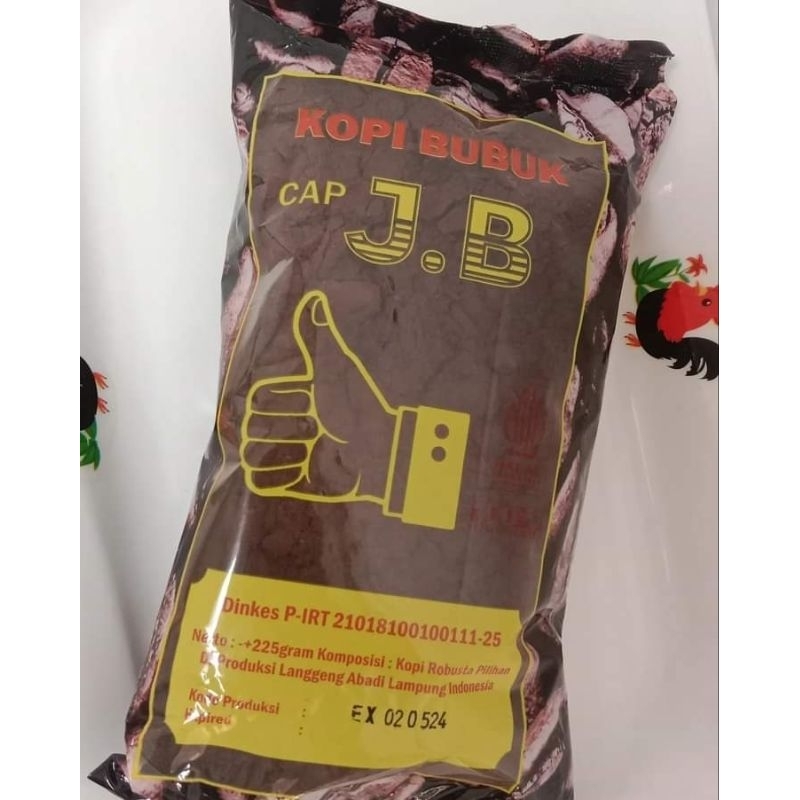 KOPI BUBUK
CAP J.B
Dinkes P-IRT 21018100100111-25
Netto : -+225gram Komposisi : Kopi Robusta Pilihan
Di Produksi Langgeng Abadi Lampung Indonesia
Kode Produksi :
Expired : EX 020524